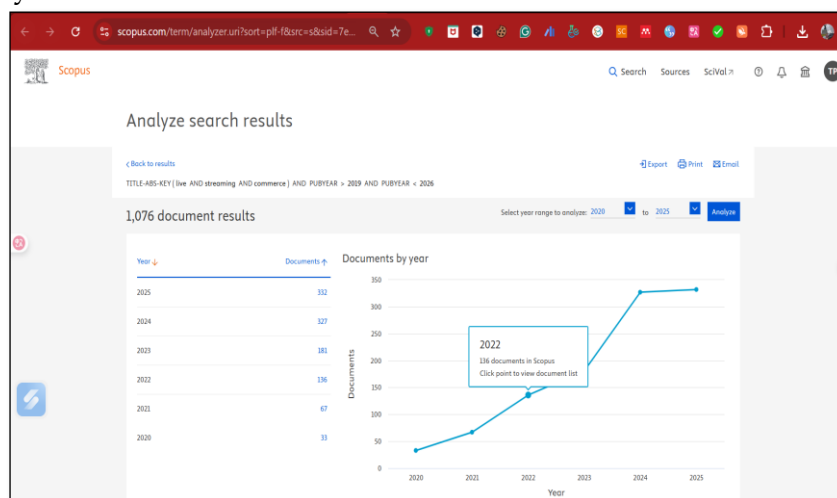 scopus.com/term/analyzer.uri?sort=plf-f&src=s&sid=7e...
Scopus
Search Sources SciVal TP
Analyze search results
Back to results
Export Print Email
TITLE-ABS-KEY ( live AND streaming AND commerce ) AND PUBYEAR > 2019 AND PUBYEAR < 2026
1,076 document results
Select year range to analyze: 2020 to 2025 Analyze
Year Documents
2025 332
2024 327
2023 181
2022 136
2021 67
2020 33
Documents by year
350
300
250
200
150
100
50
0
Documents
2022
136 documents in Scopus
Click point to view document list
2020 2021 2022 2023 2024 2025
Year